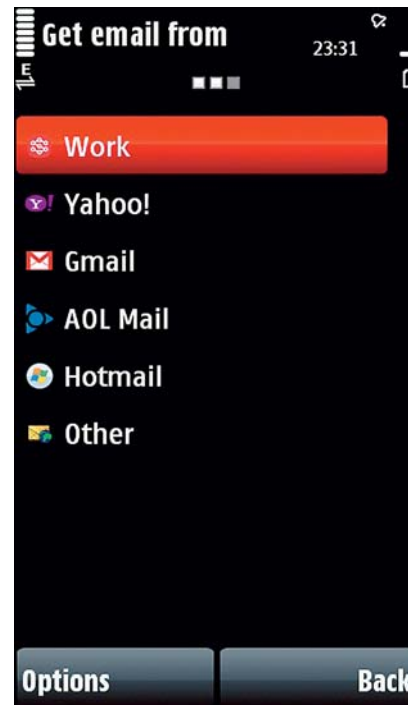 Get email from
23:31
E
Work
Yahoo!
Gmail
AOL Mail
Hotmail
Other
Options
Back